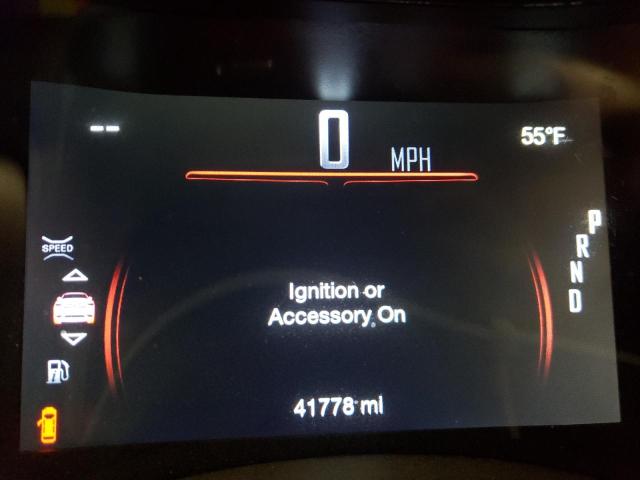 --
0 MPH
55°F
P
R
N
D
SPEED
Ignition or
Accessory On
41778 mi